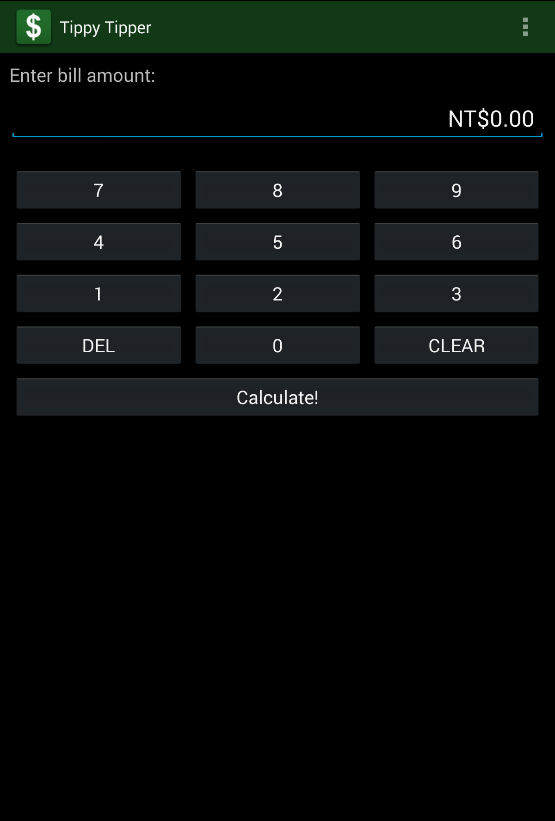 $ Tippy Tipper
Enter bill amount:
NT$0.00
7 8 9
4 5 6
1 2 3
DEL 0 CLEAR
Calculate!